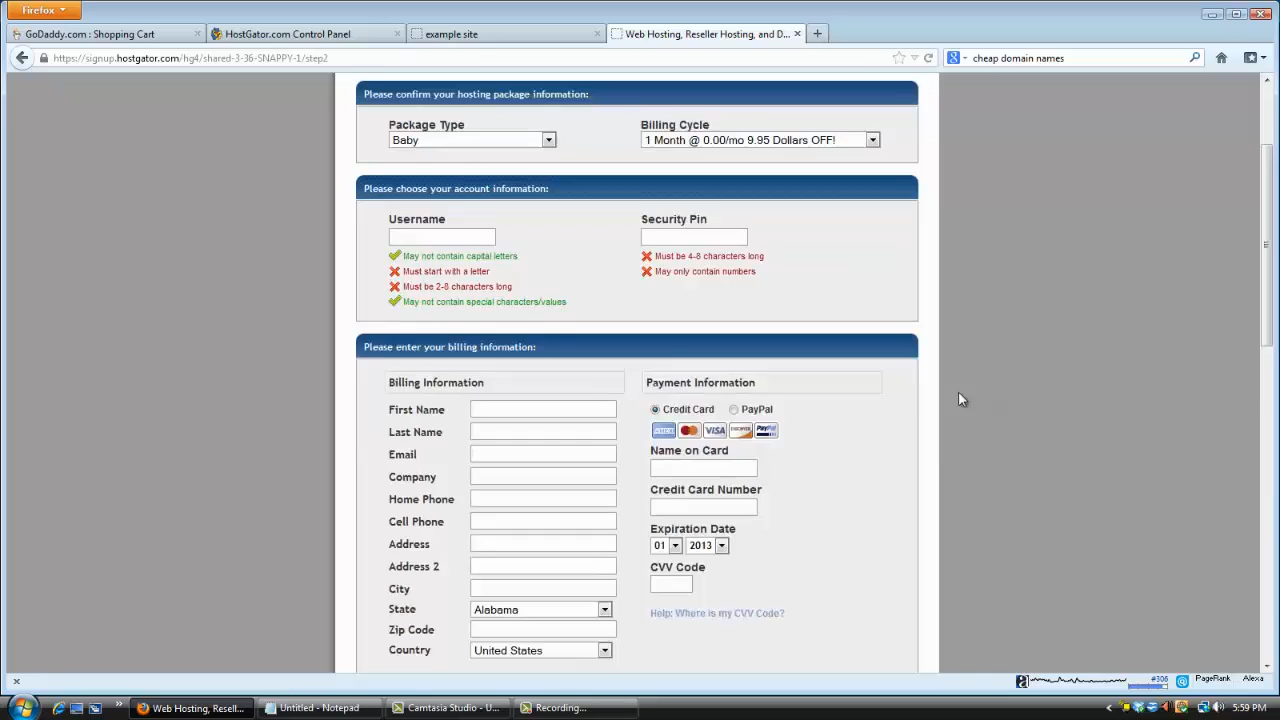 Firefox
GoDaddy.com : Shopping Cart
HostGator.com Control Panel
example site
Web Hosting, Reseller Hosting, and D...
https://signup.hostgator.com/hg4/shared-3-36-SNAPPY-1/step2
cheap domain names
Please confirm your hosting package information:
Package Type
Billing Cycle
Baby
1 Month @ 0.00/mo 9.95 Dollars OFF!
Please choose your account information:
Username
Security Pin
May not contain capital letters
Must be 4-8 characters long
Must start with a letter
May only contain numbers
Must be 2-8 characters long
May not contain special characters/values
Please enter your billing information:
Billing Information
Payment Information
First Name
Credit Card
PayPal
Last Name
VISA
Name on Card
Email
Company
Credit Card Number
Home Phone
Cell Phone
Expiration Date
Address
01
2013
Address 2
CVV Code
City
State
Alabama
Help: Where is my CVV Code?
Zip Code
Country
United States
#306
PageRank
Alexa
Web Hosting, Resell...
Untitled - Notepad
Camtasia Studio - U...
Recording...
5:59 PM